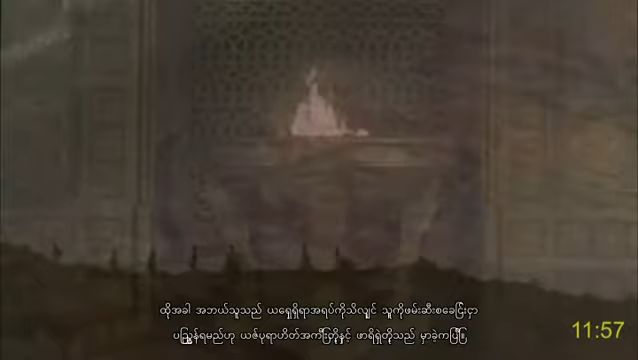 ထိုအခါ အဘယ်သူသည် ယရှေုရှိရာအရပ်ကိုသိလျှင် သူကိုဖမ်းဆီးစခေငြ်းငှာ
ပညွှန်ရမည်ဟု ယဇ်ပုရာဟိတ်အကြီးတို့နှင့် ဖာရိရှဲတို့သည် မှာခဲ့ကပြီ
11:57